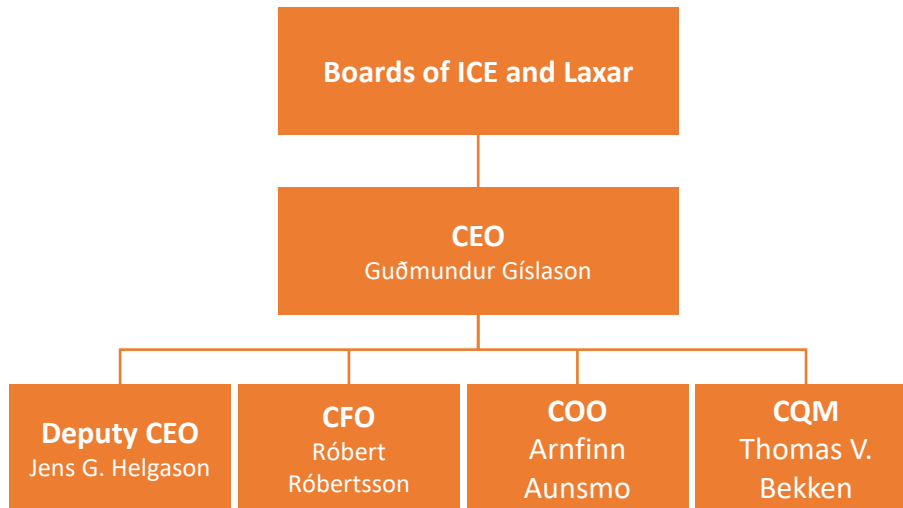 Boards of ICE and Laxar
CEO
Guðmundur Gíslason
Deputy CEO
Jens G. Helgason
CFO
Róbert
Róbertsson
COO
Arnfinn
Aunsmo
CQM
Thomas V.
Bekken